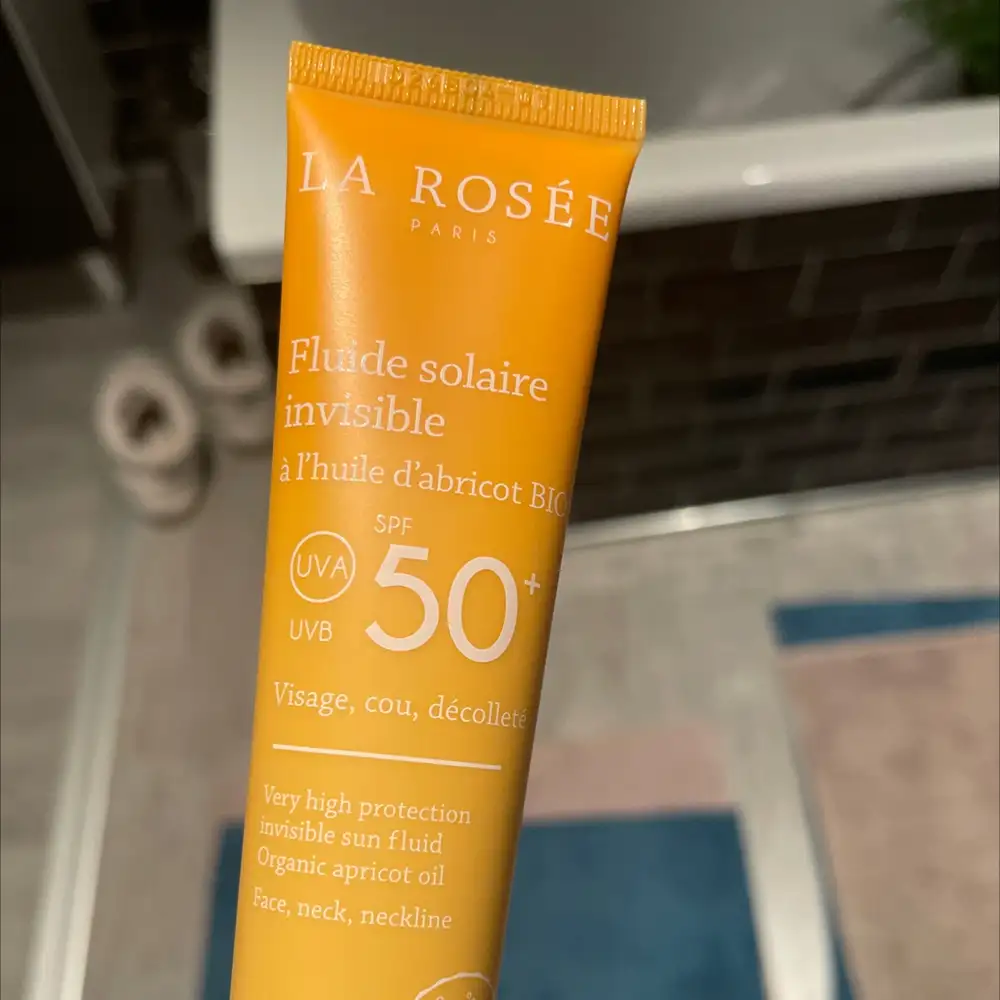 LA ROSÉE
PARIS
Fluide solaire
invisible
à l'huile d'abricot BIO
SPF
UVA
50+
UVB
Visage, cou, décolleté
Very high protection
invisible sun fluid
Organic apricot oil
Face, neck, neckline